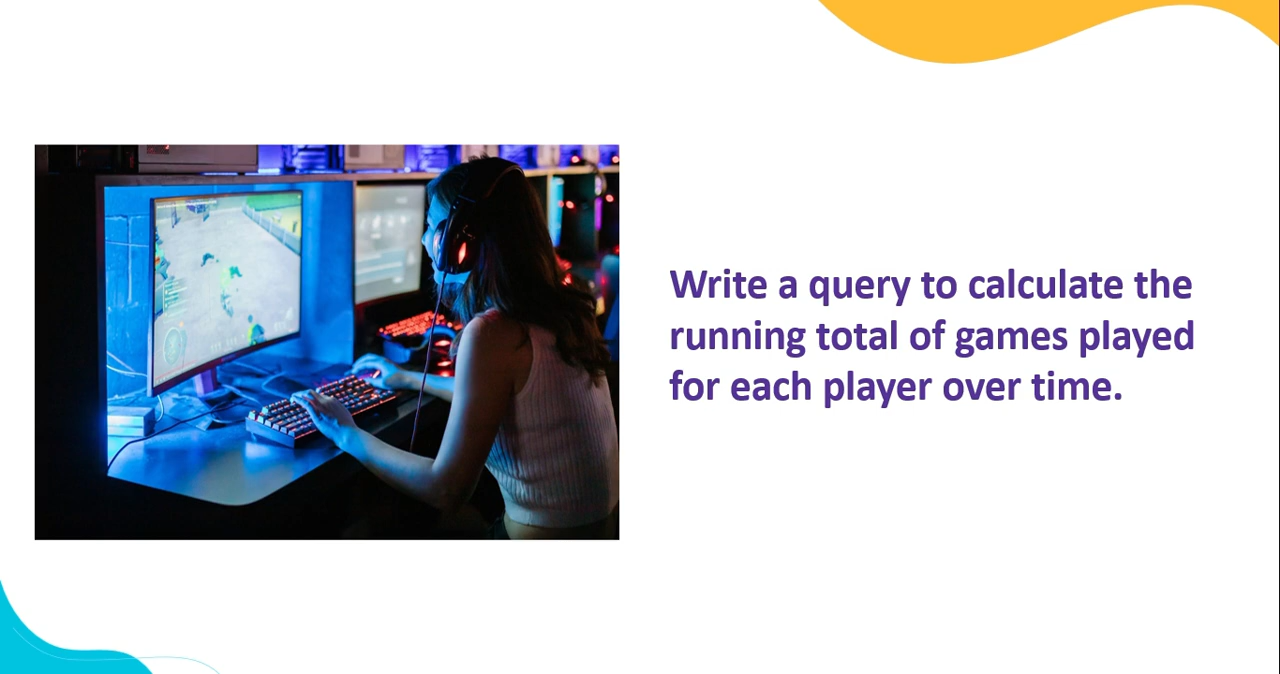 Write a query to calculate the
running total of games played
for each player over time.